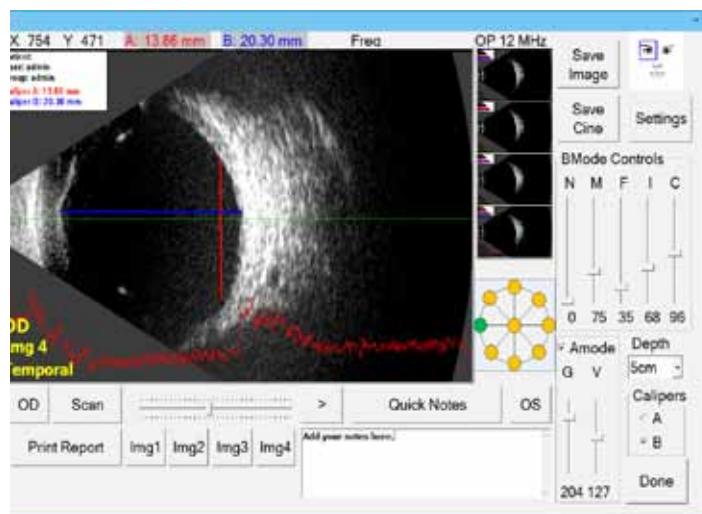 X 754 Y 471 A: 13.86 mm B: 20.30 mm Freq OP 12 MHz
Save Image
Save Cine
Settings
BMode Controls
N M F I C
0 75 35 68 96
OD
Img 4
Temporal
Amode
Depth
G V
5cm
Calipers
A
B
204 127
Done
OD Scan > Quick Notes OS
Print Report Img1 Img2 Img3 Img4
Add your notes here.